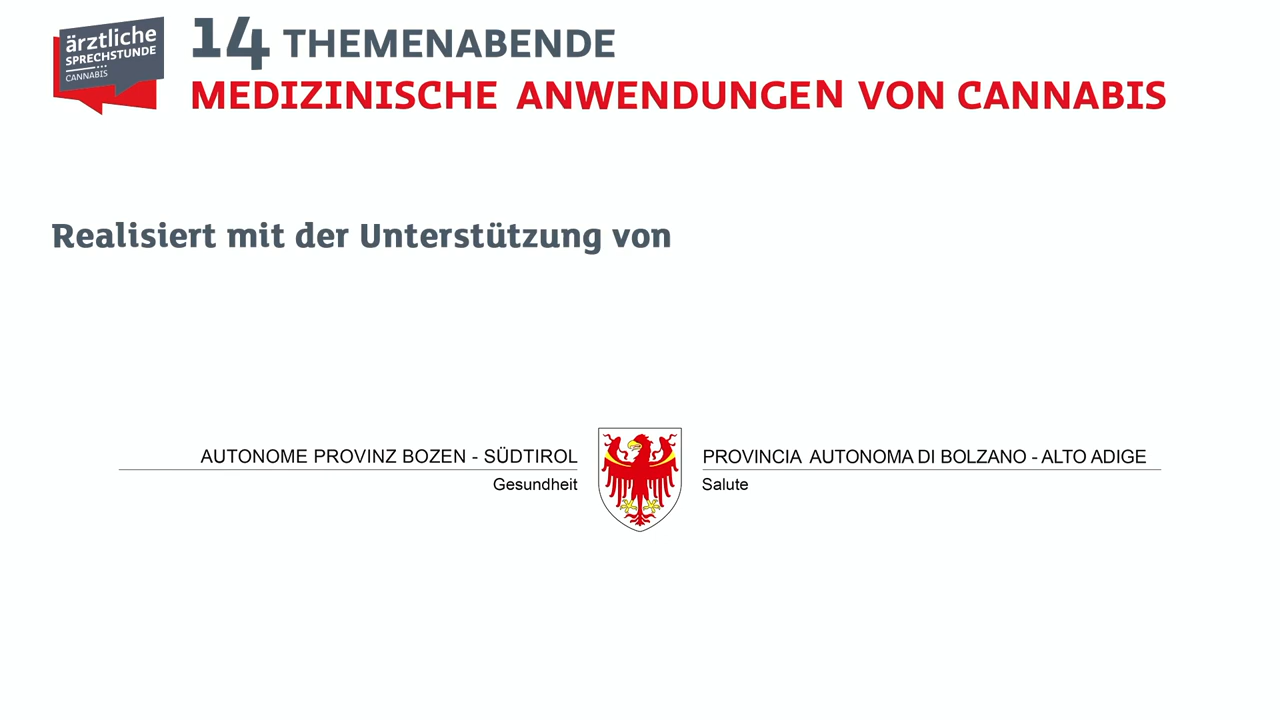 ärztliche
SPRECHSTUNDE
CANNABIS
14 THEMENABENDE
MEDIZINISCHE ANWENDUNGEN VON CANNABIS
Realisiert mit der Unterstützung von
AUTONOME PROVINZ BOZEN - SÜDTIROL
Gesundheit
PROVINCIA AUTONOMA DI BOLZANO - ALTO ADIGE
Salute